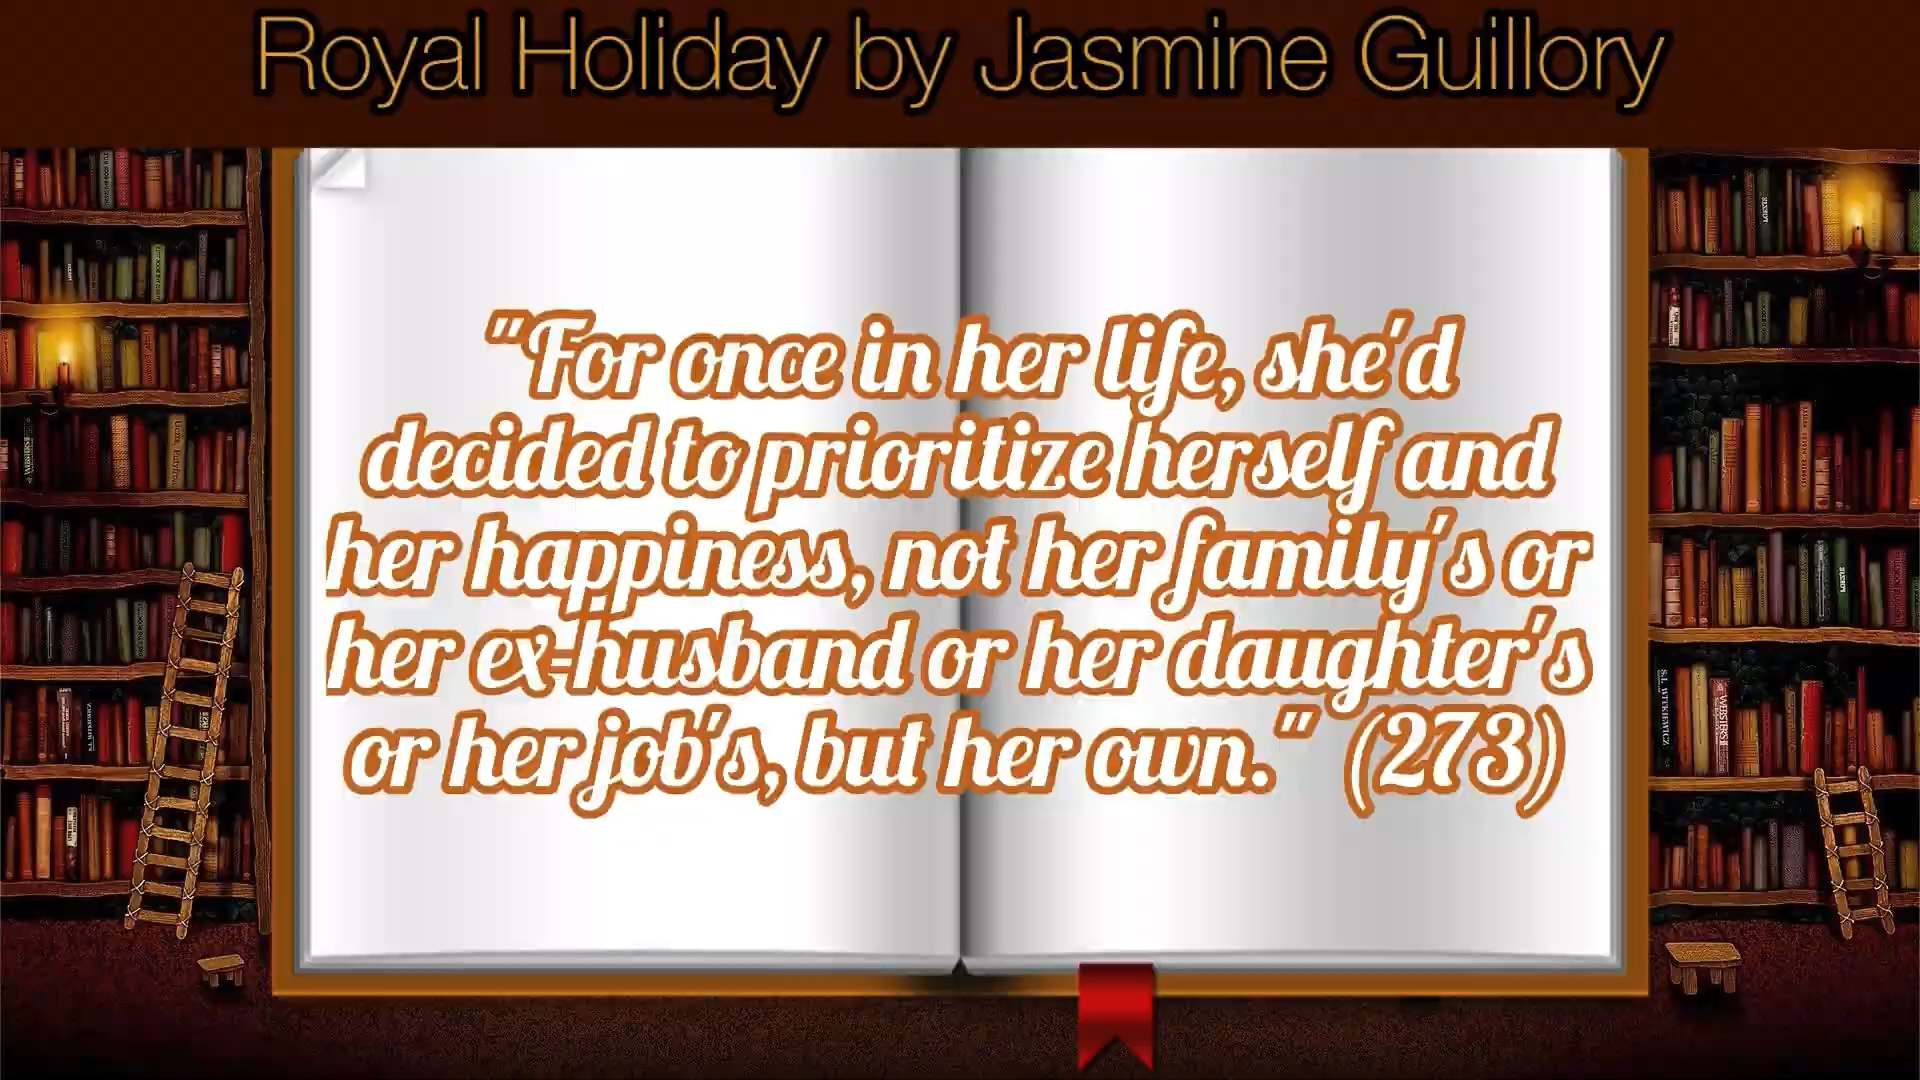 Royal Holiday by Jasmine Guillory
"For once in her life, she'd
decided to prioritize herself and
her happiness, not her family's or
her ex-husband or her daughter's
or her job's, but her own." (273)